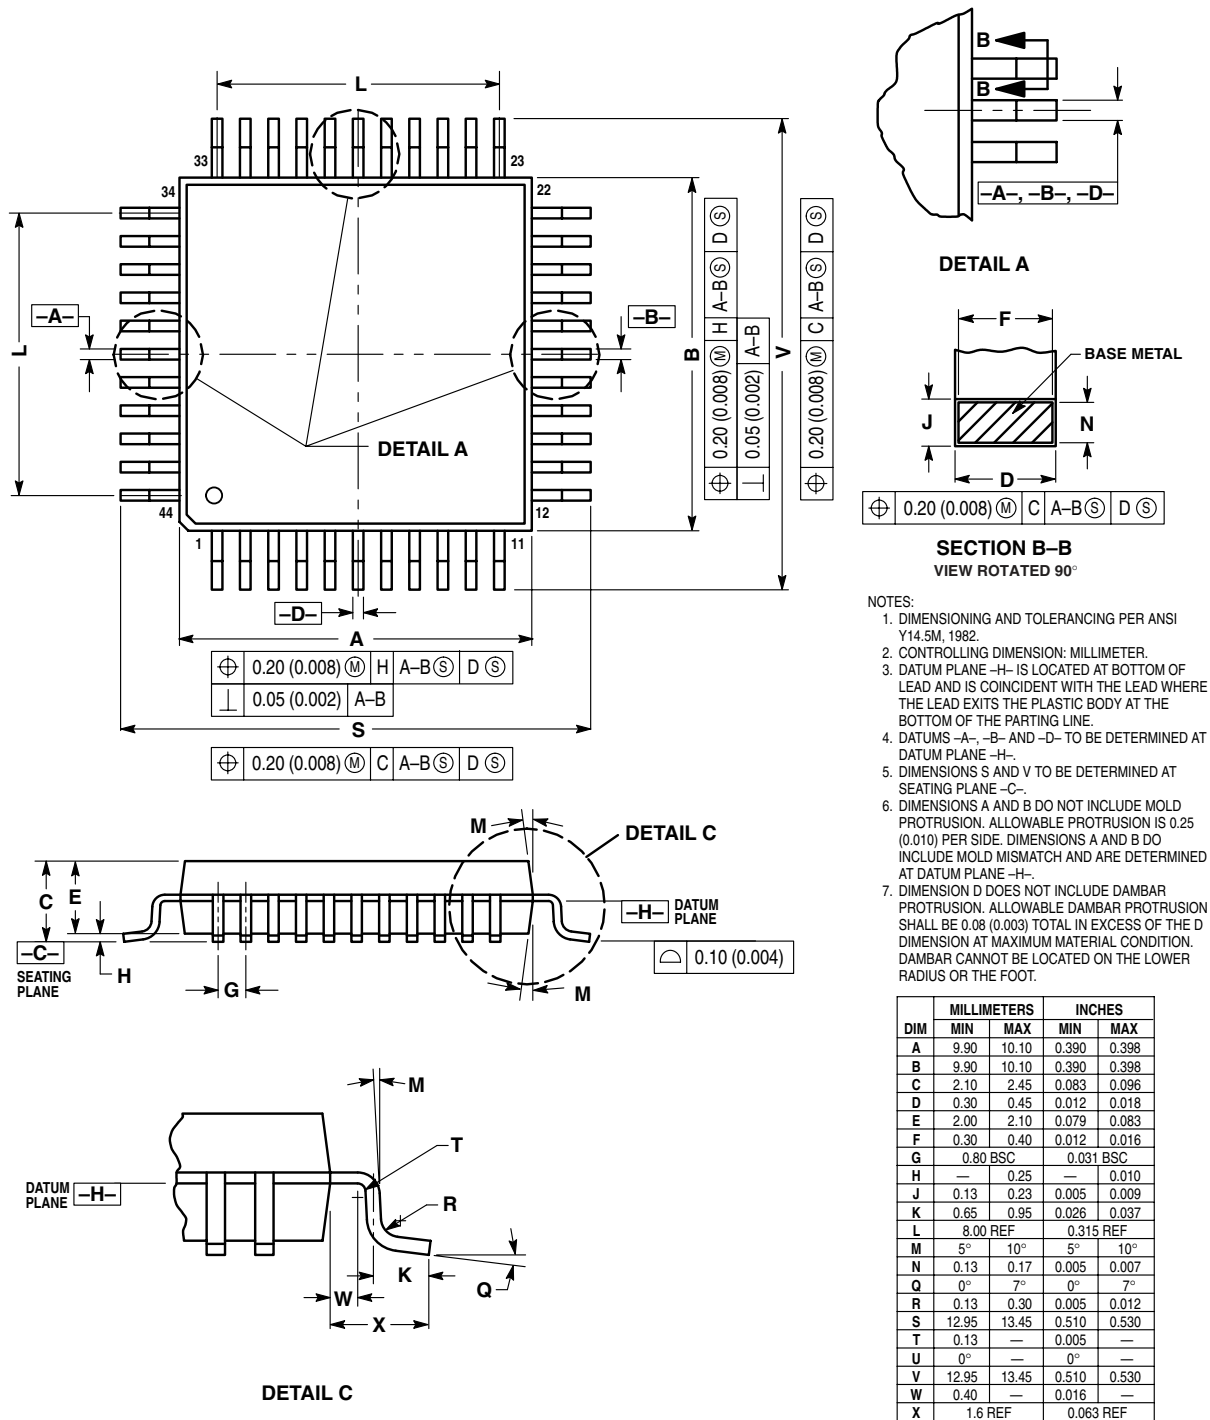 L
33
23
34
22
–A–
–B–
L
B
V
0.20 (0.008) Ⓜ H A–B Ⓢ D Ⓢ
0.05 (0.002) A–B
0.20 (0.008) Ⓜ C A–B Ⓢ D Ⓢ
DETAIL A
44
12
1
11
–D–
A
⌖ 0.20 (0.008) Ⓜ H A–B Ⓢ D Ⓢ
⊥ 0.05 (0.002) A–B
S
⌖ 0.20 (0.008) Ⓜ C A–B Ⓢ D Ⓢ
B
B
–A–, –B–, –D–
DETAIL A
F
BASE METAL
J
N
D
⌖ 0.20 (0.008) Ⓜ C A–B Ⓢ D Ⓢ
SECTION B–B
VIEW ROTATED 90°
M
DETAIL C
C
E
–H– DATUM
PLANE
–C–
SEATING
PLANE
H
G
M
⌓ 0.10 (0.004)
M
T
DATUM
PLANE –H–
R
K
W
Q
X
DETAIL C
NOTES:
1. DIMENSIONING AND TOLERANCING PER ANSI
Y14.5M, 1982.
2. CONTROLLING DIMENSION: MILLIMETER.
3. DATUM PLANE –H– IS LOCATED AT BOTTOM OF
LEAD AND IS COINCIDENT WITH THE LEAD WHERE
THE LEAD EXITS THE PLASTIC BODY AT THE
BOTTOM OF THE PARTING LINE.
4. DATUMS –A–, –B– AND –D– TO BE DETERMINED AT
DATUM PLANE –H–.
5. DIMENSIONS S AND V TO BE DETERMINED AT
SEATING PLANE –C–.
6. DIMENSIONS A AND B DO NOT INCLUDE MOLD
PROTRUSION. ALLOWABLE PROTRUSION IS 0.25
(0.010) PER SIDE. DIMENSIONS A AND B DO
INCLUDE MOLD MISMATCH AND ARE DETERMINED
AT DATUM PLANE –H–.
7. DIMENSION D DOES NOT INCLUDE DAMBAR
PROTRUSION. ALLOWABLE DAMBAR PROTRUSION
SHALL BE 0.08 (0.003) TOTAL IN EXCESS OF THE D
DIMENSION AT MAXIMUM MATERIAL CONDITION.
DAMBAR CANNOT BE LOCATED ON THE LOWER
RADIUS OR THE FOOT.
MILLIMETERS INCHES
DIM MIN MAX MIN MAX
A 9.90 10.10 0.390 0.398
B 9.90 10.10 0.390 0.398
C 2.10 2.45 0.083 0.096
D 0.30 0.45 0.012 0.018
E 2.00 2.10 0.079 0.083
F 0.30 0.40 0.012 0.016
G 0.80 BSC 0.031 BSC
H — 0.25 — 0.010
J 0.13 0.23 0.005 0.009
K 0.65 0.95 0.026 0.037
L 8.00 REF 0.315 REF
M 5° 10° 5° 10°
N 0.13 0.17 0.005 0.007
Q 0° 7° 0° 7°
R 0.13 0.30 0.005 0.012
S 12.95 13.45 0.510 0.530
T 0.13 — 0.005 —
U 0° — 0° —
V 12.95 13.45 0.510 0.530
W 0.40 — 0.016 —
X 1.6 REF 0.063 REF